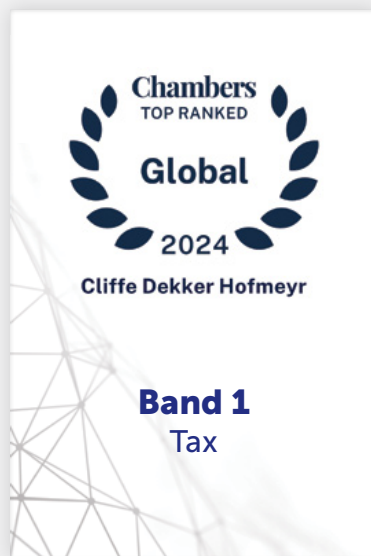 Chambers
TOP RANKED
Global
2024
Cliffe Dekker Hofmeyr
Band 1
Tax